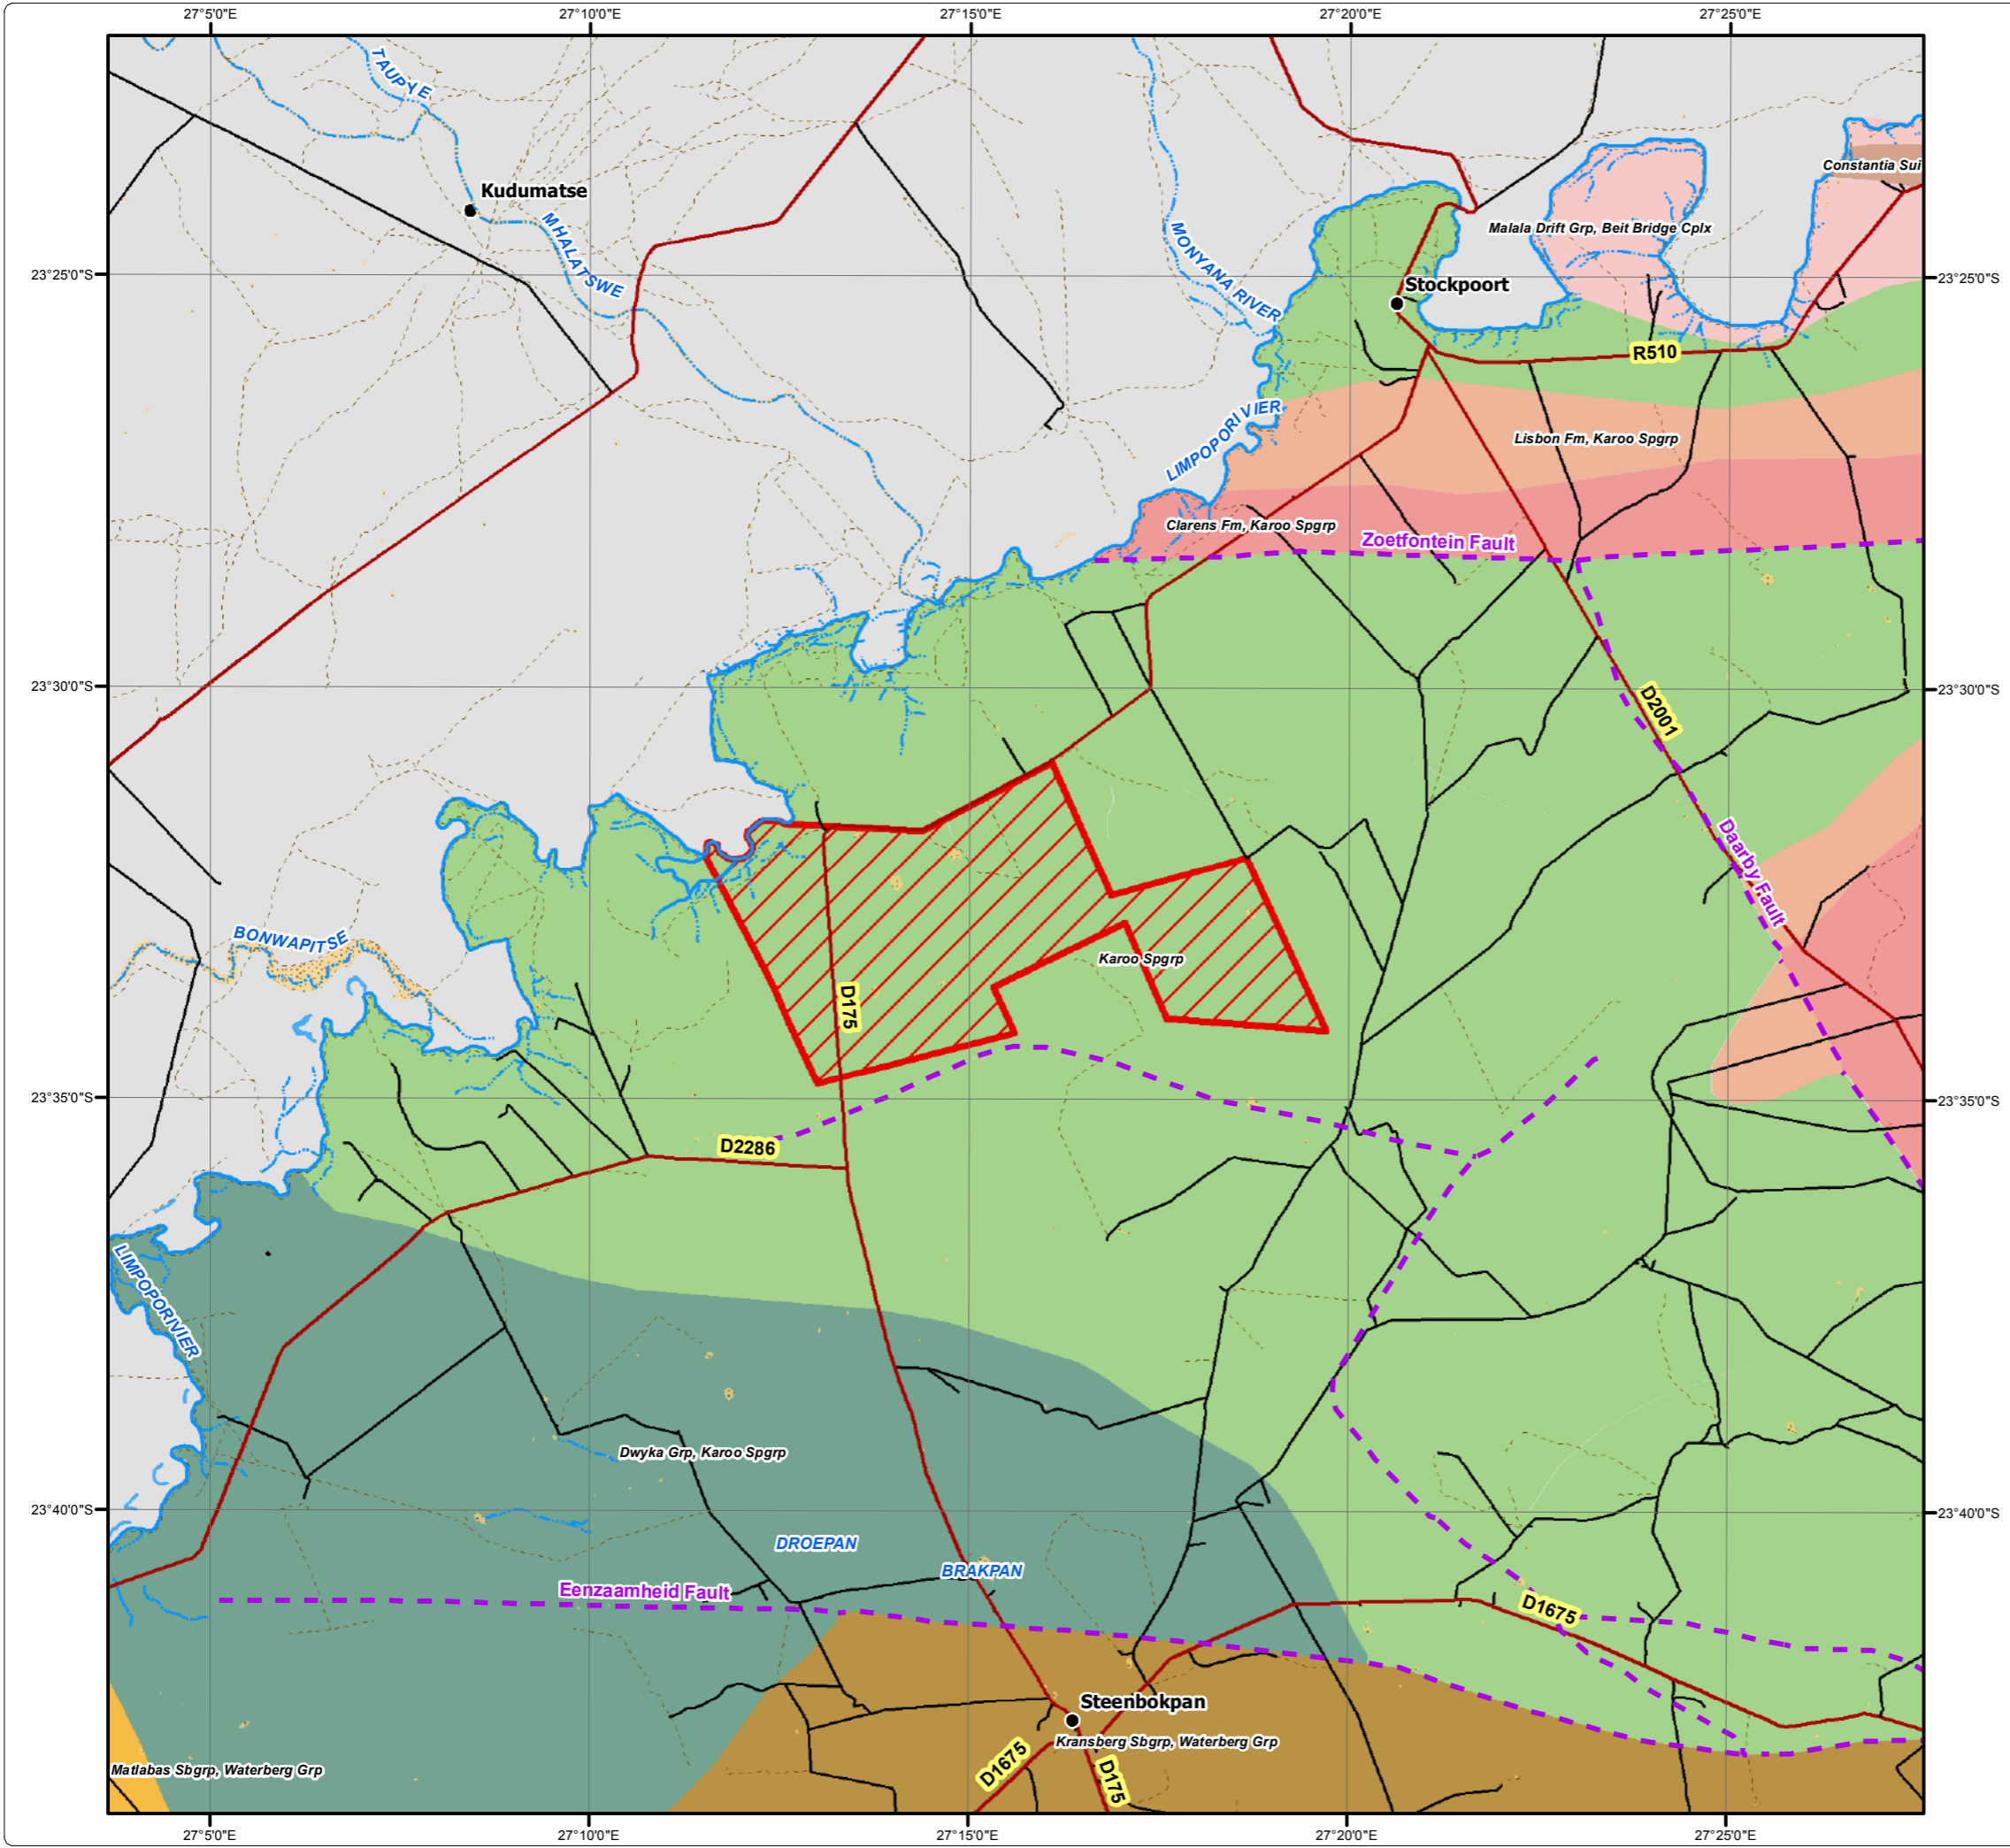 27°5'0"E
27°10'0"E
27°15'0"E
27°20'0"E
27°25'0"E
TAUPYE
Constantia Sui
Kudumatse
MHALATSWE
MONYANA RIVER
Malala Drift Grp, Beit Bridge Cplx
23°25'0"S
23°25'0"S
Stockpoort
R510
LIMPOPORIVIER
Lisbon Fm, Karoo Spgrp
Clarens Fm, Karoo Spgrp
Zoetfontein Fault
23°30'0"S
23°30'0"S
D2001
Daarby Fault
BONWAPITSE
Karoo Spgrp
D175
23°35'0"S
23°35'0"S
D2286
LIMPOPORIVIER
Dwyka Grp, Karoo Spgrp
23°40'0"S
23°40'0"S
DROEPAN
BRAKPAN
Eenzaamheid Fault
D1675
Steenbokpan
Kransberg Sbgrp, Waterberg Grp
Matlabas Sbgrp, Waterberg Grp
D1675
D175
27°5'0"E
27°10'0"E
27°15'0"E
27°20'0"E
27°25'0"E